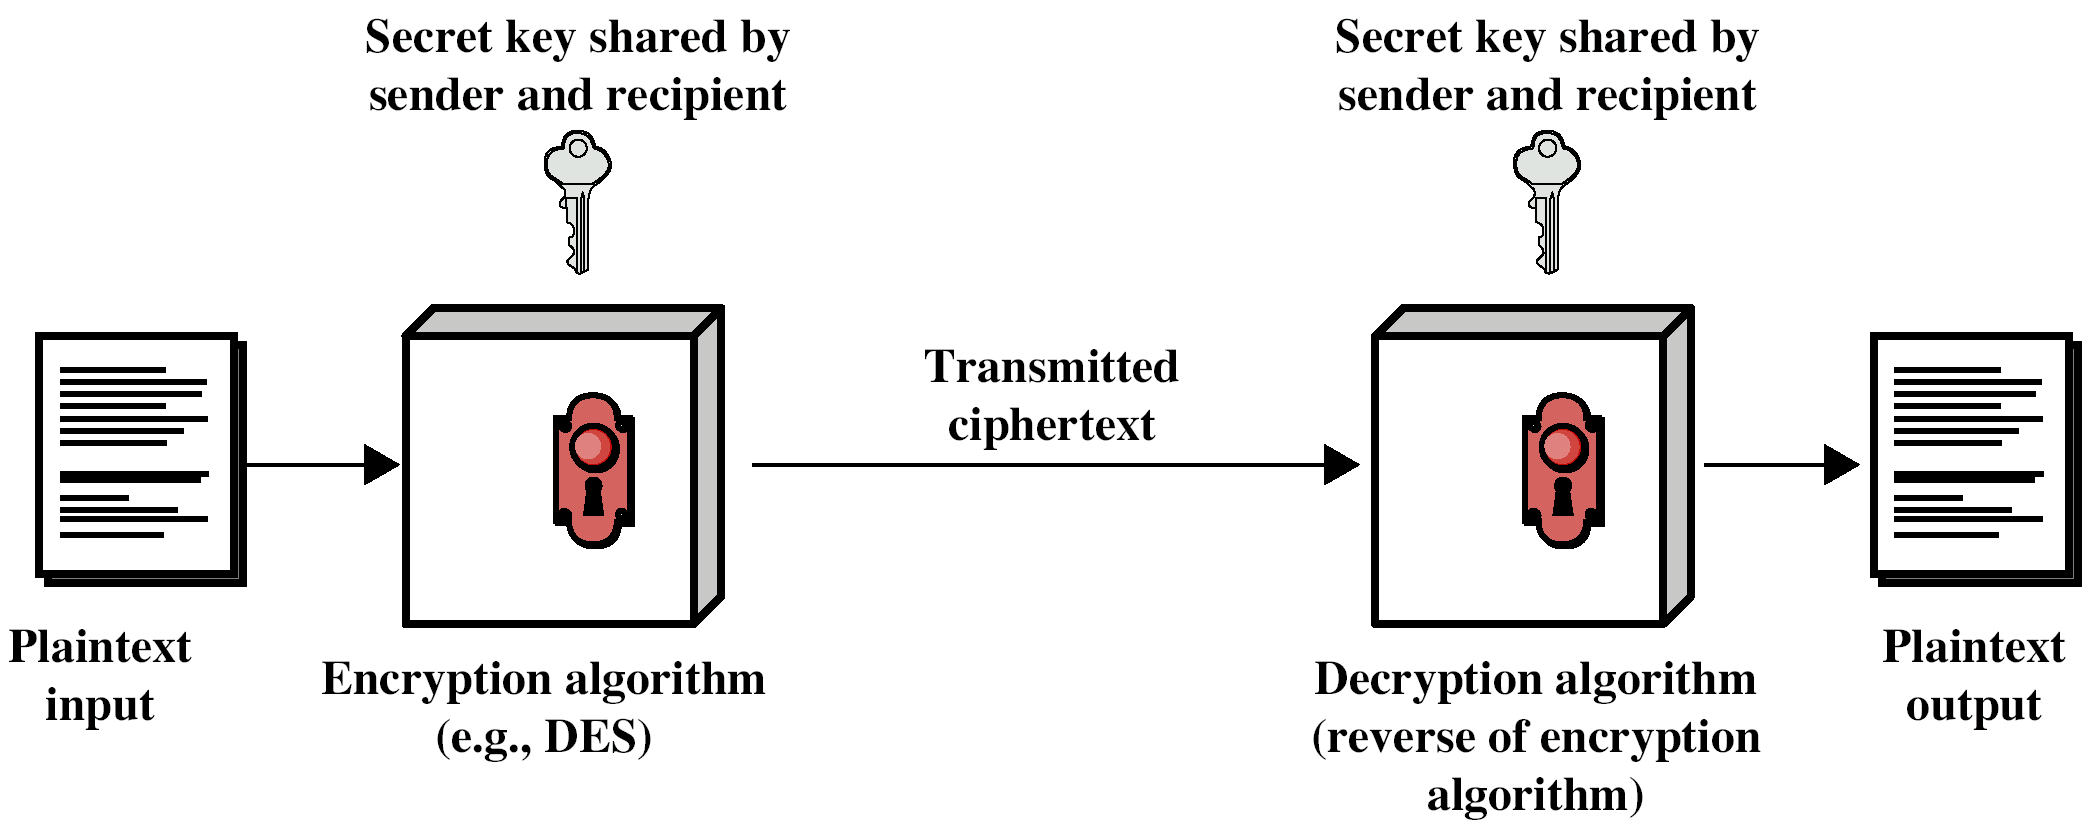 Secret key shared by
sender and recipient
Secret key shared by
sender and recipient
Transmitted
ciphertext
Plaintext
input
Encryption algorithm
(e.g., DES)
Decryption algorithm
(reverse of encryption
algorithm)
Plaintext
output